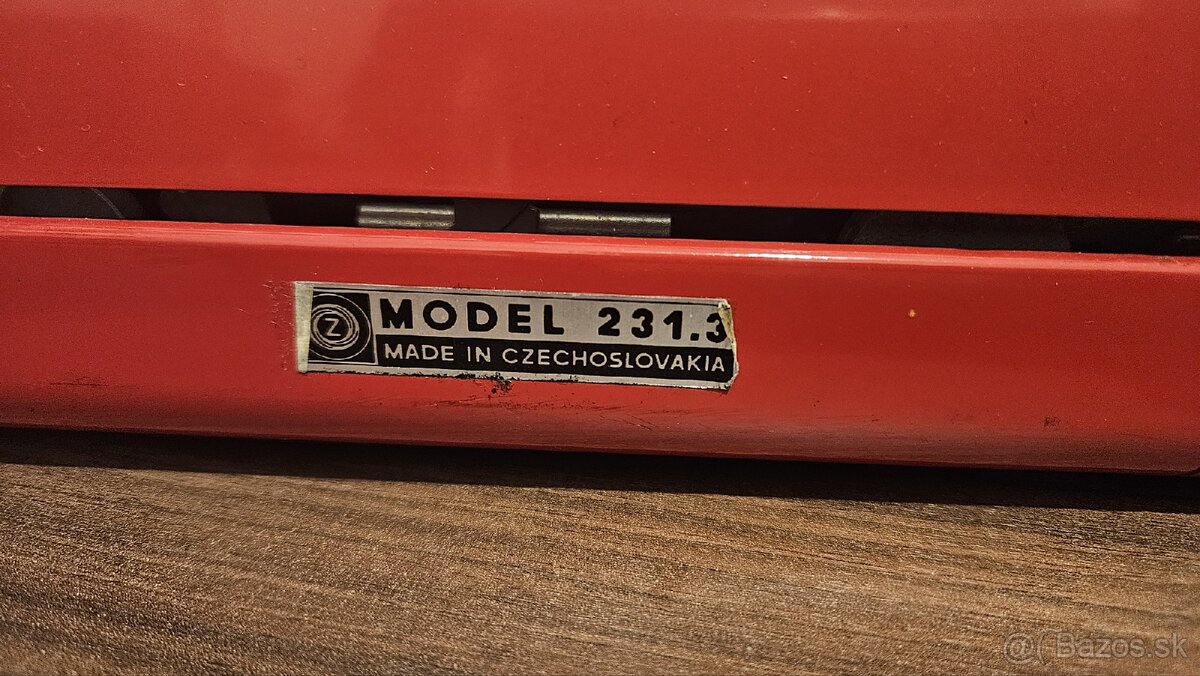 Z
MODEL 231.3
MADE IN CZECHOSLOVAKIA
@( Bazos.sk